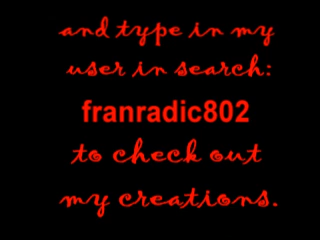 and type in my
user in search:
franradic802
to check out
my creations.